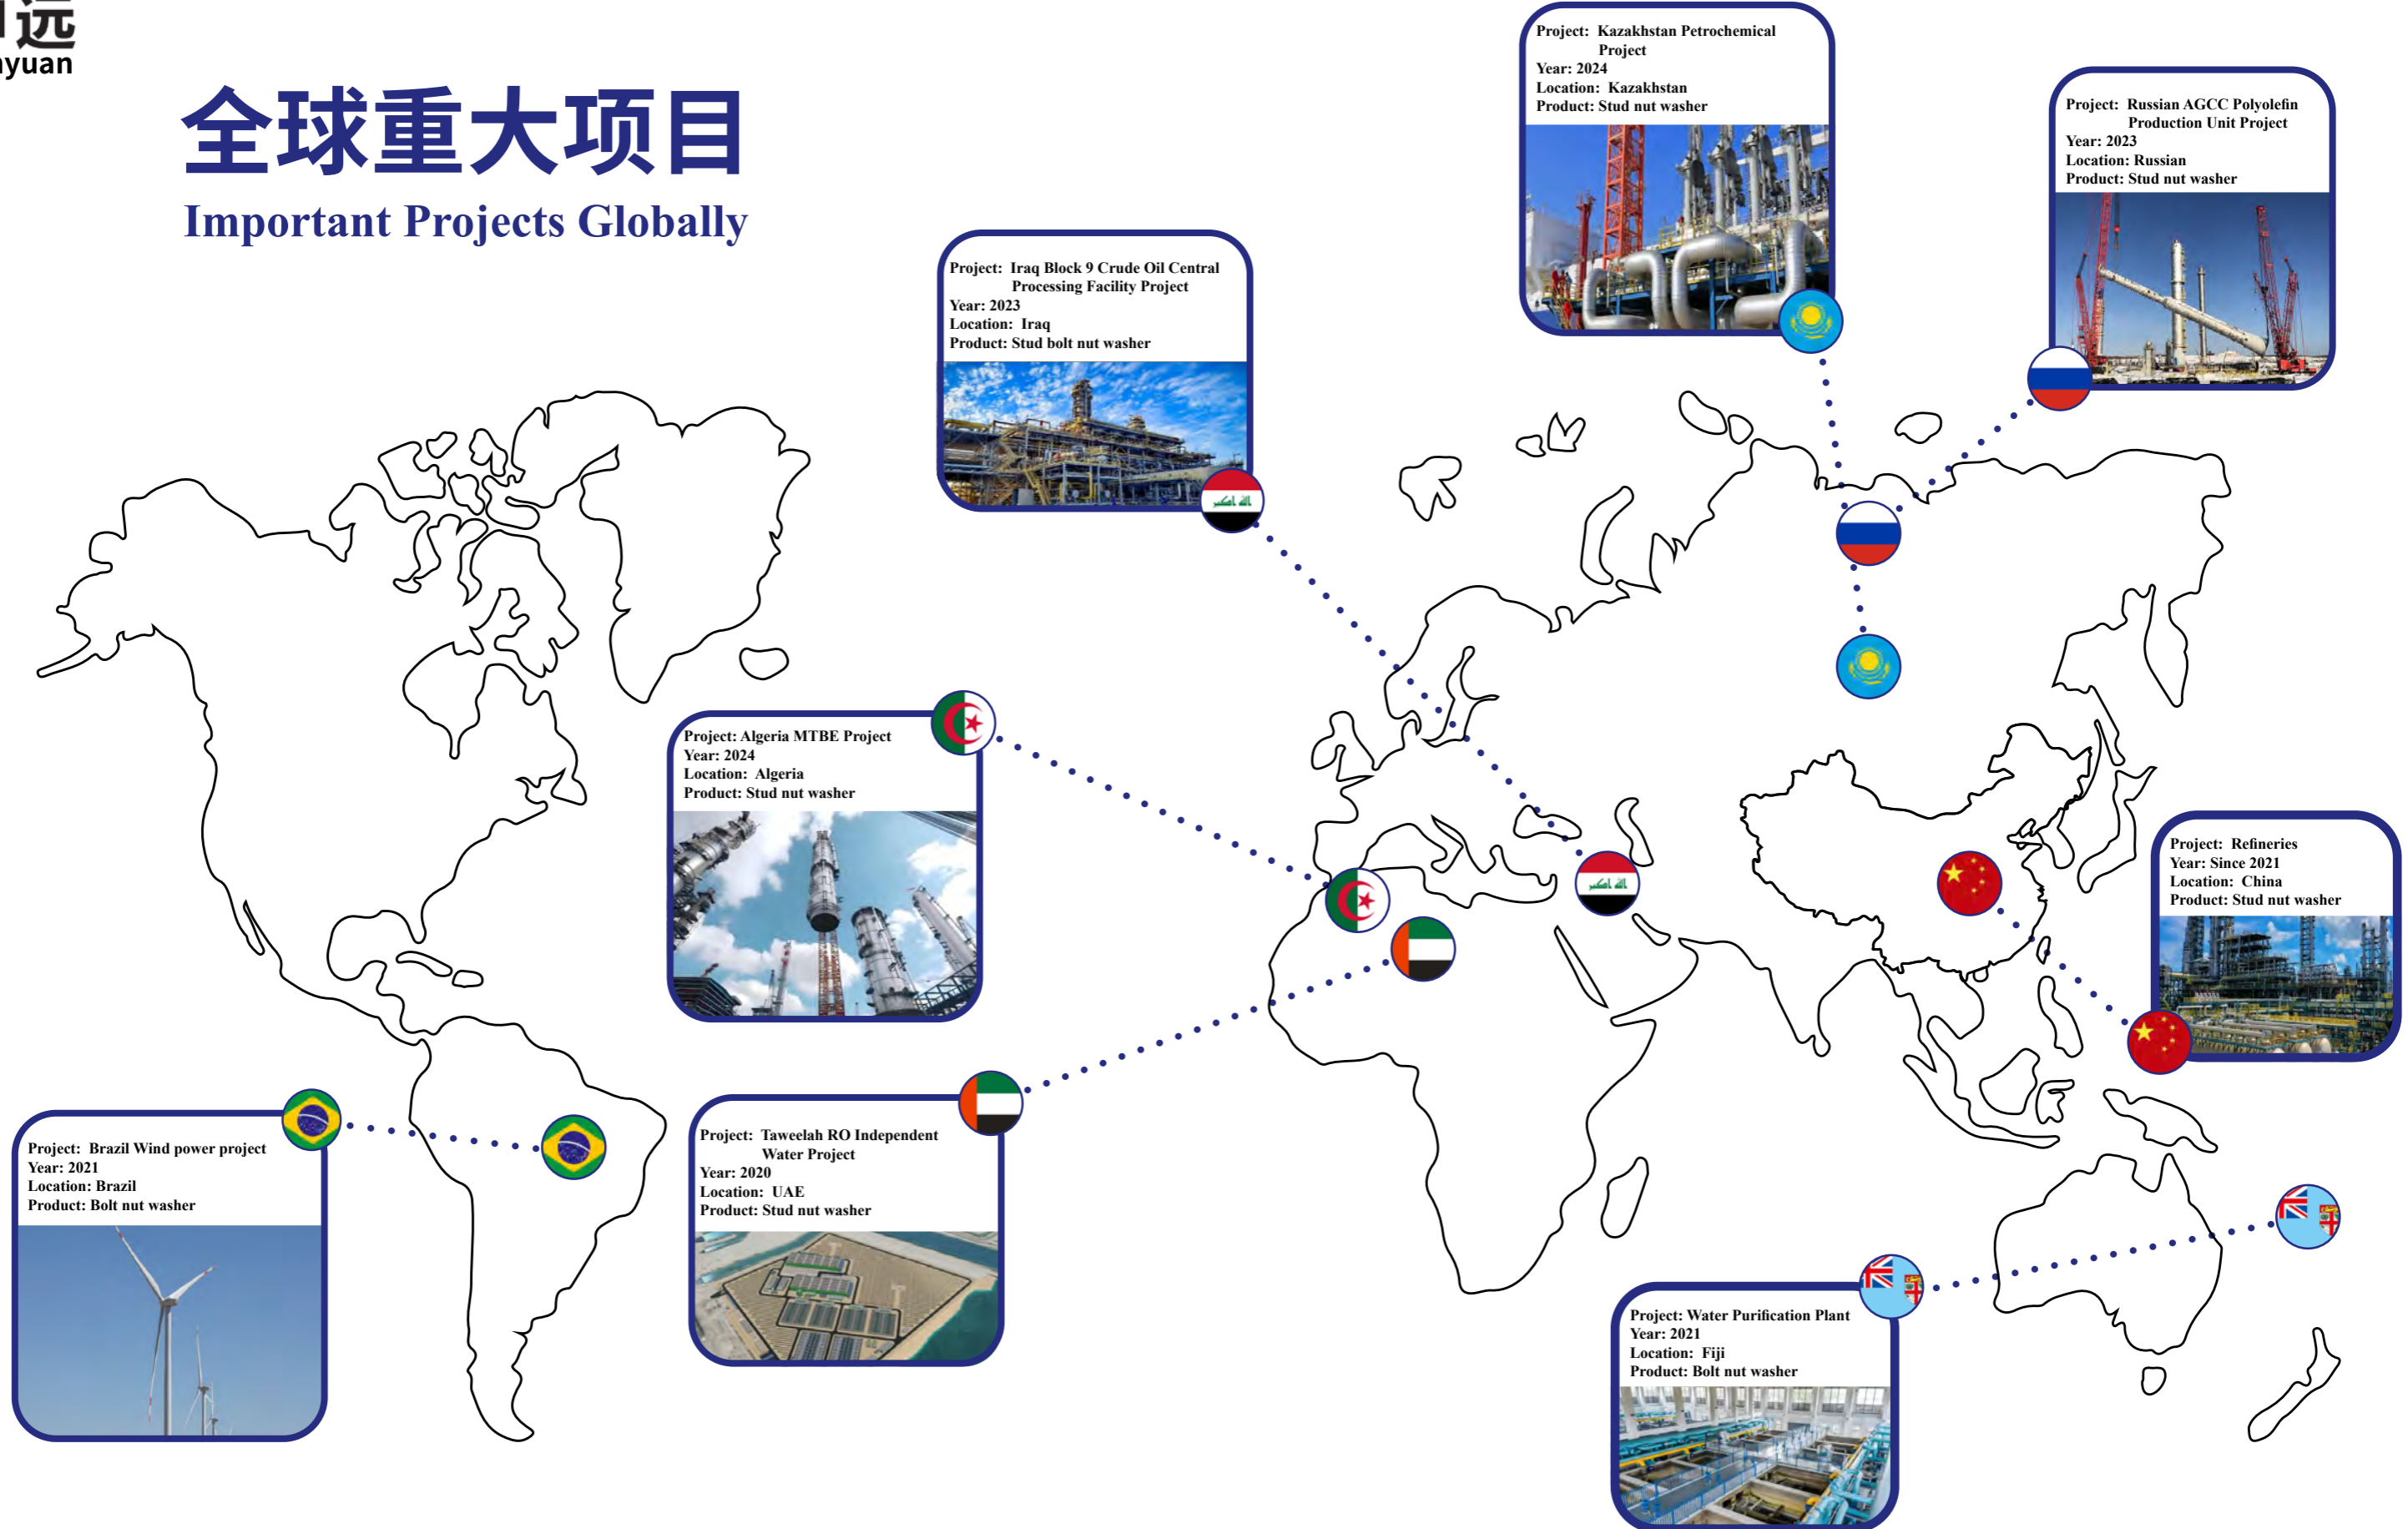 远
yuan
全球重大项目
Important Projects Globally
Project: Kazakhstan Petrochemical
Project
Year: 2024
Location: Kazakhstan
Product: Stud nut washer
Project: Russian AGCC Polyolefin
Production Unit Project
Year: 2023
Location: Russian
Product: Stud nut washer
Project: Iraq Block 9 Crude Oil Central
Processing Facility Project
Year: 2023
Location: Iraq
Product: Stud bolt nut washer
Project: Algeria MTBE Project
Year: 2024
Location: Algeria
Product: Stud nut washer
Project: Refineries
Year: Since 2021
Location: China
Product: Stud nut washer
Project: Brazil Wind power project
Year: 2021
Location: Brazil
Product: Bolt nut washer
Project: Taweelah RO Independent
Water Project
Year: 2020
Location: UAE
Product: Stud nut washer
Project: Water Purification Plant
Year: 2021
Location: Fiji
Product: Bolt nut washer